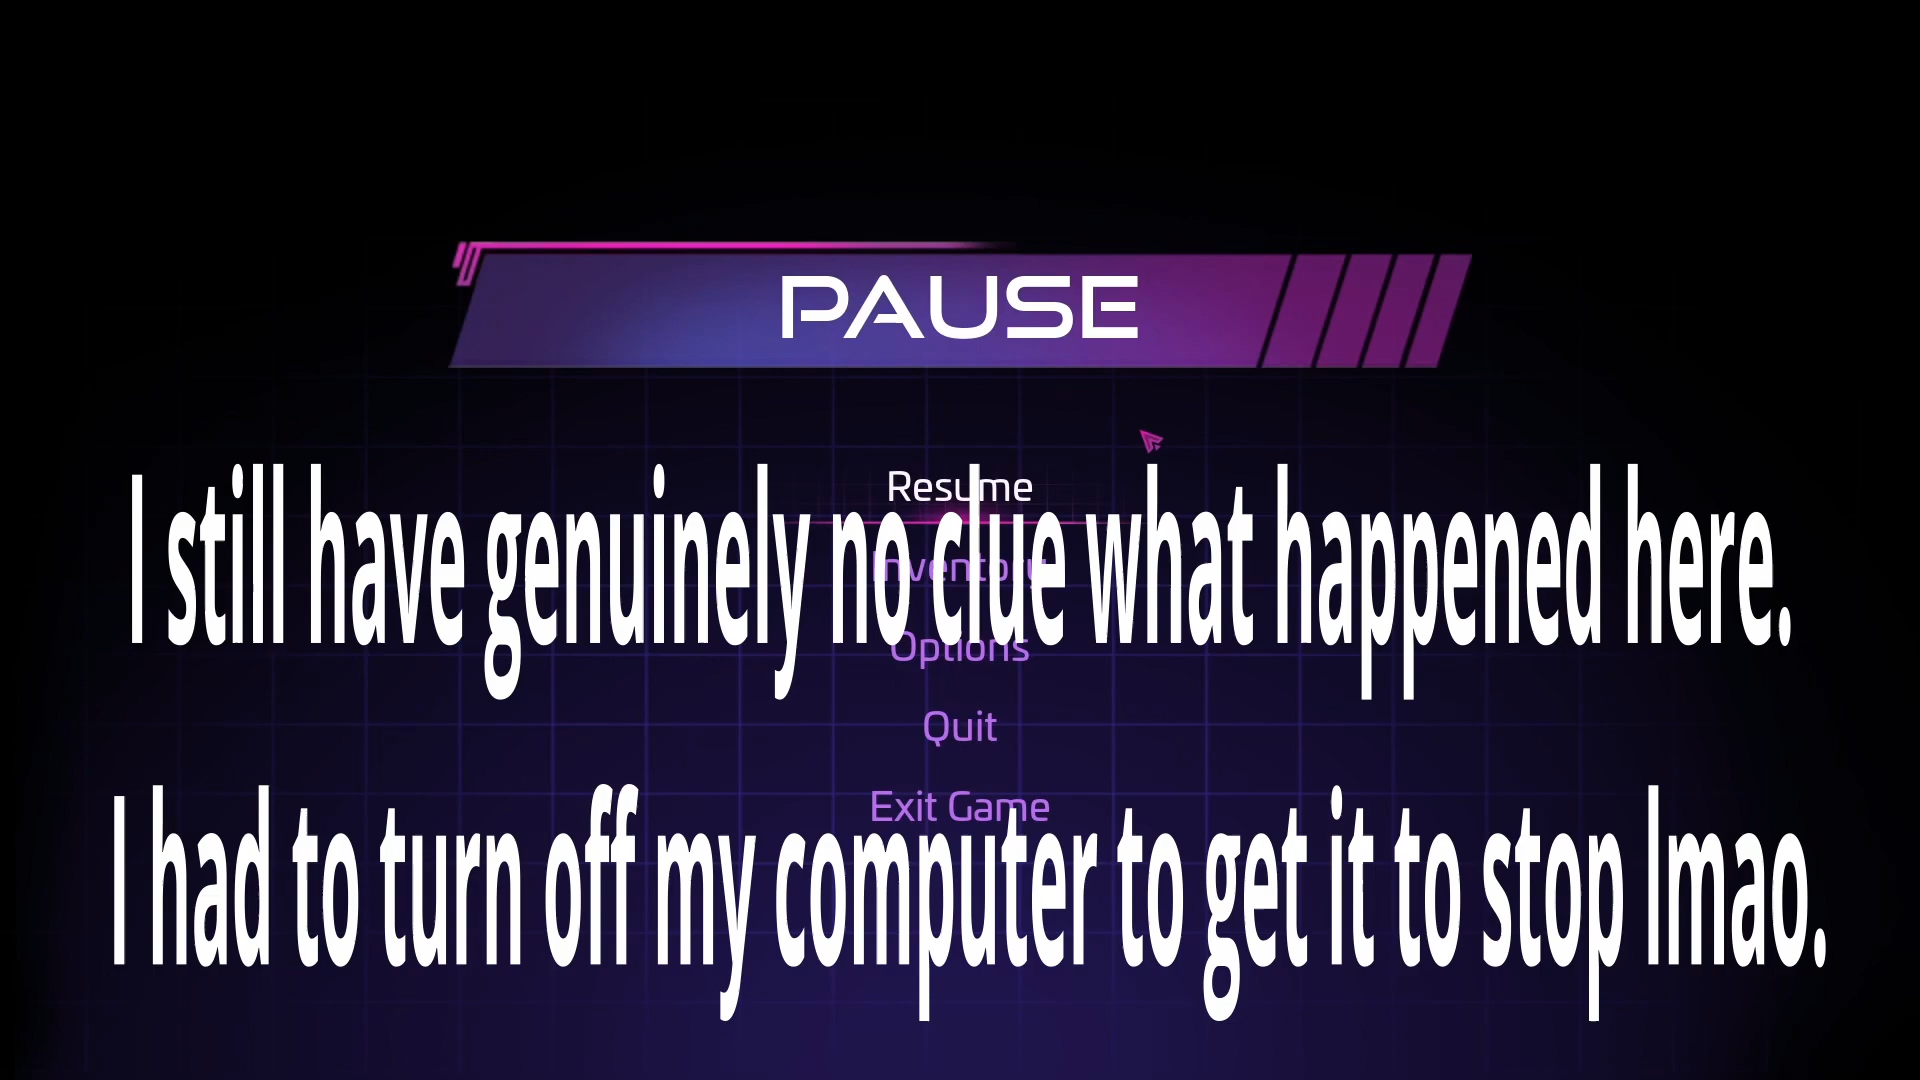 PAUSE
Resume
I still have genuinely no clue what happened here.
Inventory
Options
Quit
Exit Game
I had to turn off my computer to get it to stop lmao.